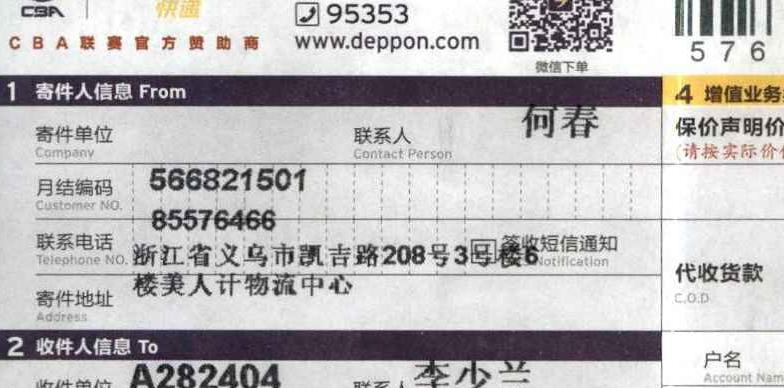 CBA 快递
95353
CBA联赛官方赞助商
www.deppon.com
微信下单
576
1 寄件人信息 From
4 增值业务
寄件单位
Company
联系人
Contact Person
何春
保价声明价
(请按实际价
月结编码
Customer NO.
566821501
85576466
联系电话
Telephone NO.
签收短信通知
Notification
浙江省义乌市凯吉路208号3号楼6
楼美人计物流中心
寄件地址
Address
代收货款
C.O.D
2 收件人信息 To
户名
Account Nam
收件单位
A282404
联系人
李少兰